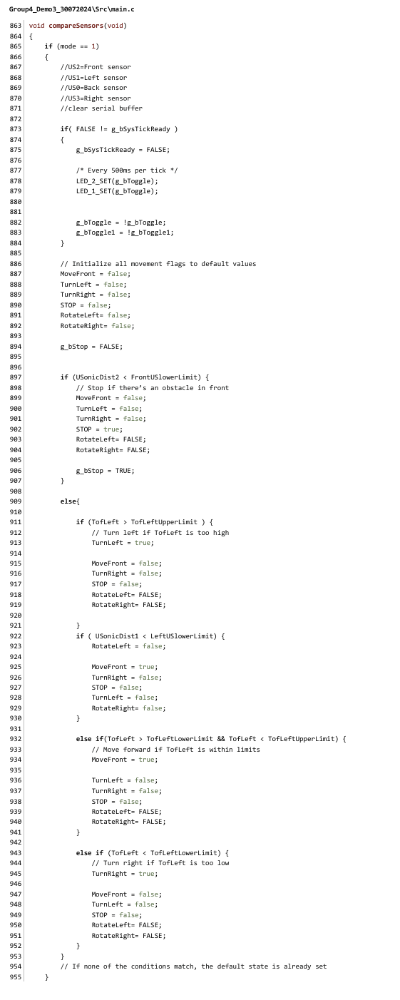 Group4_Demo3_30072024\Src\main.c
863 void compareSensors(void)
864 {
865     if (mode == 1)
866     {
867         //US2=Front sensor
868         //US1=Left sensor
869         //US0=Back sensor
870         //US3=Right sensor
871         //clear serial buffer
872
873         if( FALSE != g_bSysTickReady )
874         {
875             g_bSysTickReady = FALSE;
876
877             /* Every 500ms per tick */
878             LED_2_SET(g_bToggle);
879             LED_1_SET(g_bToggle);
880
881
882             g_bToggle = !g_bToggle;
883             g_bToggle1 = !g_bToggle1;
884         }
885
886         // Initialize all movement flags to default values
887         MoveFront = false;
888         TurnLeft = false;
889         TurnRight = false;
890         STOP = false;
891         RotateLeft= false;
892         RotateRight= false;
893
894         g_bStop = FALSE;
895
896
897         if (USonicDist2 < FrontUSlowerLimit) {
898             // Stop if there’s an obstacle in front
899             MoveFront = false;
900             TurnLeft = false;
901             TurnRight = false;
902             STOP = true;
903             RotateLeft= FALSE;
904             RotateRight= FALSE;
905
906             g_bStop = TRUE;
907         }
908
909         else{
910
911             if (TofLeft > TofLeftUpperLimit ) {
912                 // Turn left if TofLeft is too high
913                 TurnLeft = true;
914
915                 MoveFront = false;
916                 TurnRight = false;
917                 STOP = false;
918                 RotateLeft= FALSE;
919                 RotateRight= FALSE;
920
921             }
922             if ( USonicDist1 < LeftUSlowerLimit) {
923                 RotateLeft = false;
924
925                 MoveFront = true;
926                 TurnRight = false;
927                 STOP = false;
928                 TurnLeft = false;
929                 RotateRight= false;
930             }
931
932             else if(TofLeft > TofLeftLowerLimit && TofLeft < TofLeftUpperLimit) {
933                 // Move forward if TofLeft is within limits
934                 MoveFront = true;
935
936                 TurnLeft = false;
937                 TurnRight = false;
938                 STOP = false;
939                 RotateLeft= FALSE;
940                 RotateRight= FALSE;
941             }
942
943             else if (TofLeft < TofLeftLowerLimit) {
944                 // Turn right if TofLeft is too low
945                 TurnRight = true;
946
947                 MoveFront = false;
948                 TurnLeft = false;
949                 STOP = false;
950                 RotateLeft= FALSE;
951                 RotateRight= FALSE;
952             }
953         }
954         // If none of the conditions match, the default state is already set
955     }